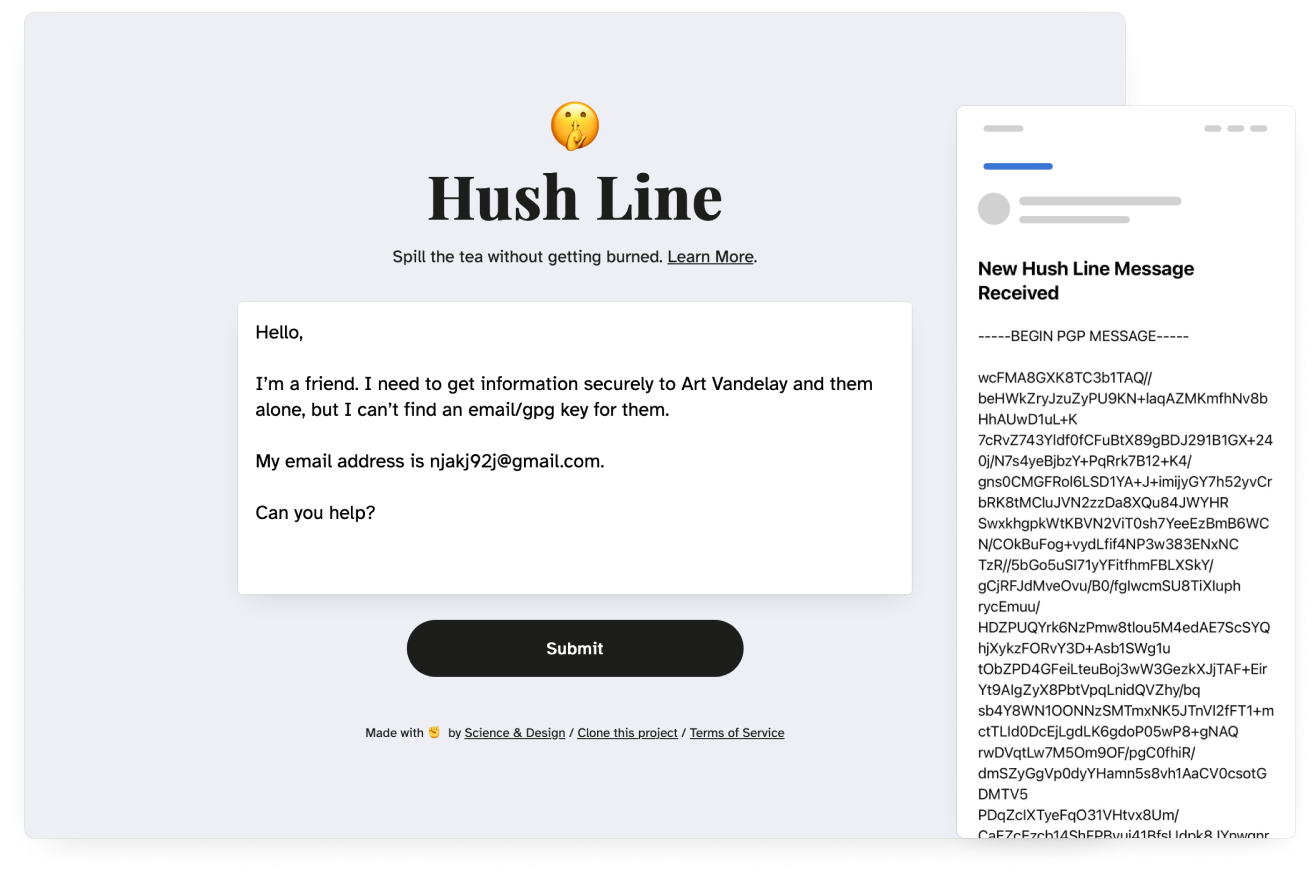 Hush Line
Spill the tea without getting burned. Learn More.
Hello,
I’m a friend. I need to get information securely to Art Vandelay and them
alone, but I can’t find an email/gpg key for them.
My email address is njakj92j@gmail.com.
Can you help?
Submit
Made with ✊ by Science & Design / Clone this project / Terms of Service
New Hush Line Message
Received
-----BEGIN PGP MESSAGE-----
wcFMA8GXK8TC3b1TAQ//
beHWkZryJzuZyPU9KN+laqAZMKmfhNv8b
HhAUwD1uL+K
7cRvZ743Yldf0fCFuBtX89gBDJ291B1GX+24
0j/N7s4yeBjbzY+PqRrk7B12+K4/
gns0CMGFRol6LSD1YA+J+imijyGY7h52yvCr
bRK8tMCluJVN2zzDa8XQu84JWYHR
SwxkhgpkWtKBVN2ViT0sh7YeeEzBmB6WC
N/COkBuFog+vydLfif4NP3w383ENxNC
TzR//5bGo5uSl71yYFitfhmFBLXSkY/
gCjRFJdMveOvu/B0/fglwcmSU8TiXluph
rycEmuu/
HDZPUQYrk6NzPmw8tlou5M4edAE7ScSYQ
hjXykzFORvY3D+Asb1SWg1u
tObZPD4GFeiLteuBoj3wW3GezkXJjTAF+Eir
Yt9AlgZyX8PbtVpqLnidQVZhy/bq
sb4Y8WN1OONNzSMTmxNK5JTnVl2fFT1+m
ctTLld0DcEjLgdLK6gdoP05wP8+gNAQ
rwDVqtLw7M5Om9OF/pgC0fhiR/
dmSZyGgVp0dyYHamn5s8vh1AaCV0csotG
DMTV5
PDqZclXTyeFqO31VHtvx8Um/